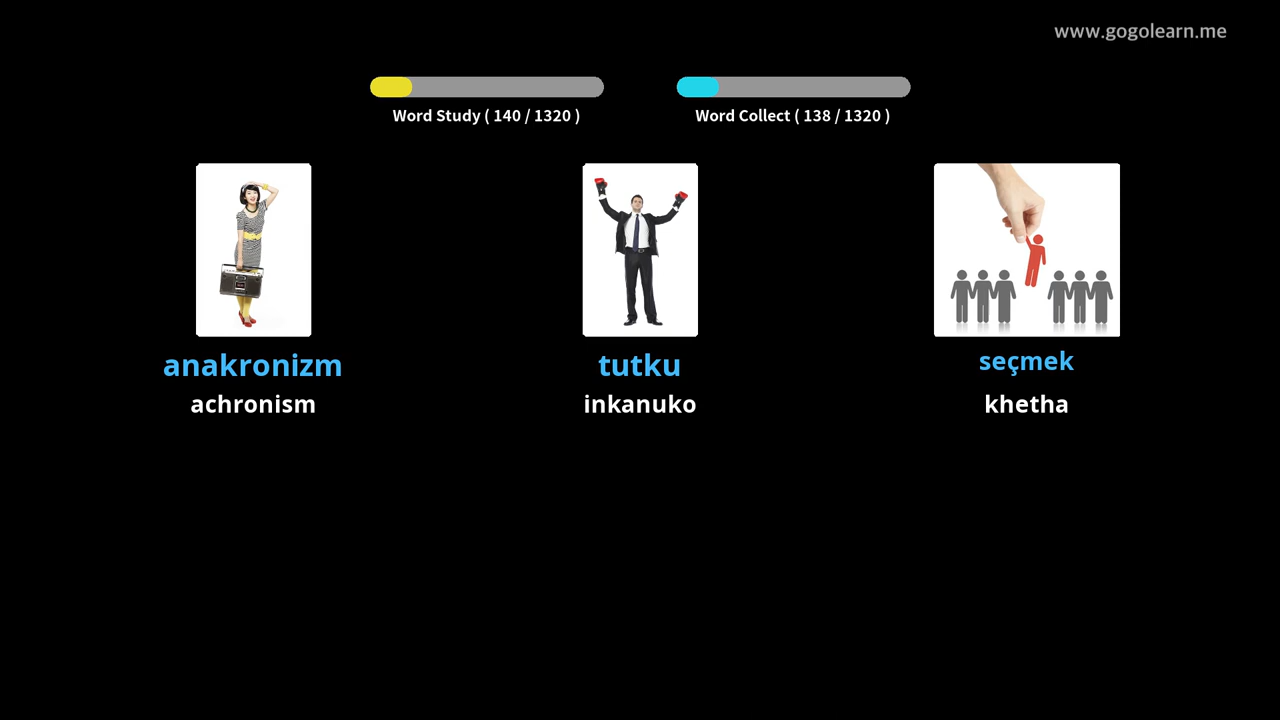 www.gogolearn.me
Word Study ( 140 / 1320 )
Word Collect ( 138 / 1320 )
anakronizm
achronism
tutku
inkanuko
seçmek
khetha